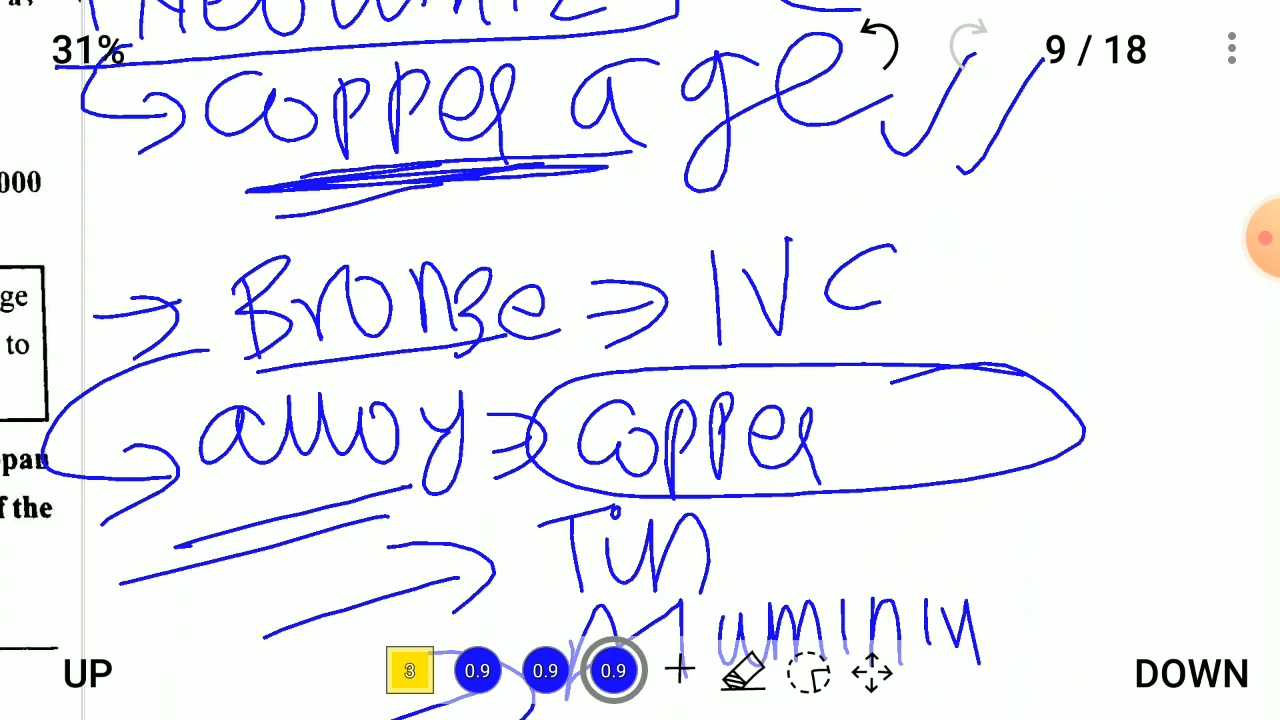 31%
9 / 18
copper age
000
→ Bronze ⇒ IVC
ge
to
alloy ⇒ copper
pan
f the
Tin
UP
3
0.9
0.9
0.9
DOWN